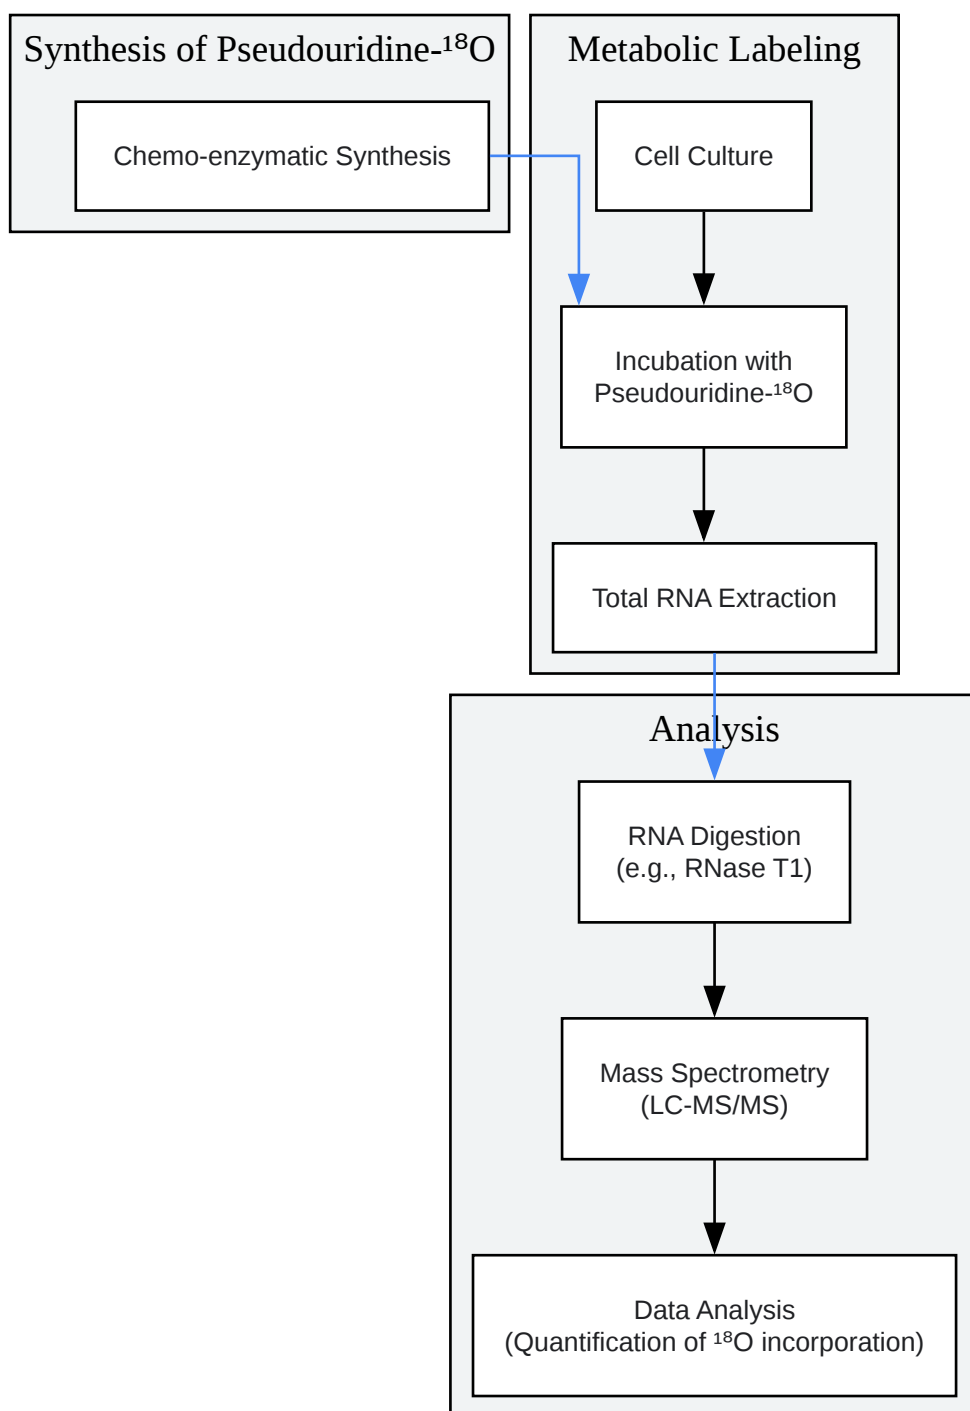 Synthesis of Pseudouridine-¹⁸O
Chemo-enzymatic Synthesis
Metabolic Labeling
Cell Culture
Incubation with
Pseudouridine-¹⁸O
Total RNA Extraction
Analysis
RNA Digestion
(e.g., RNase T1)
Mass Spectrometry
(LC-MS/MS)
Data Analysis
(Quantification of ¹⁸O incorporation)